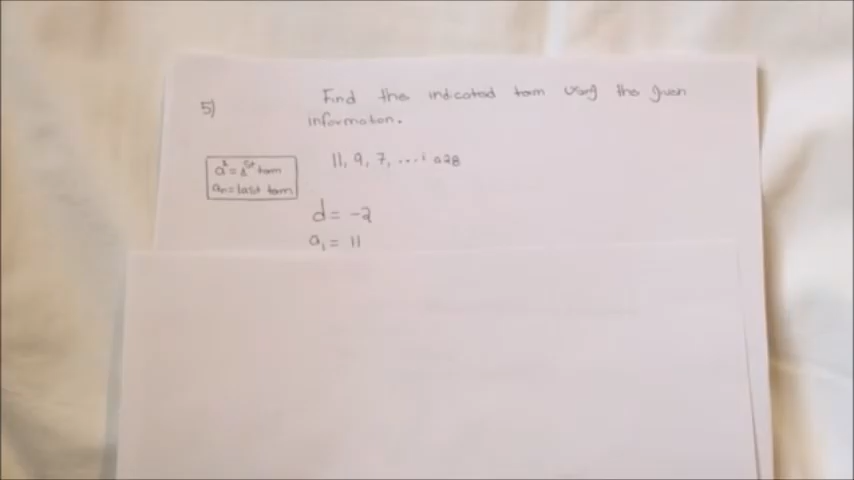 5) Find the indicated term using the given
information.
11, 9, 7, ...; a28
a¹ = 1st term
an = last term
d = -2
a₁ = 11